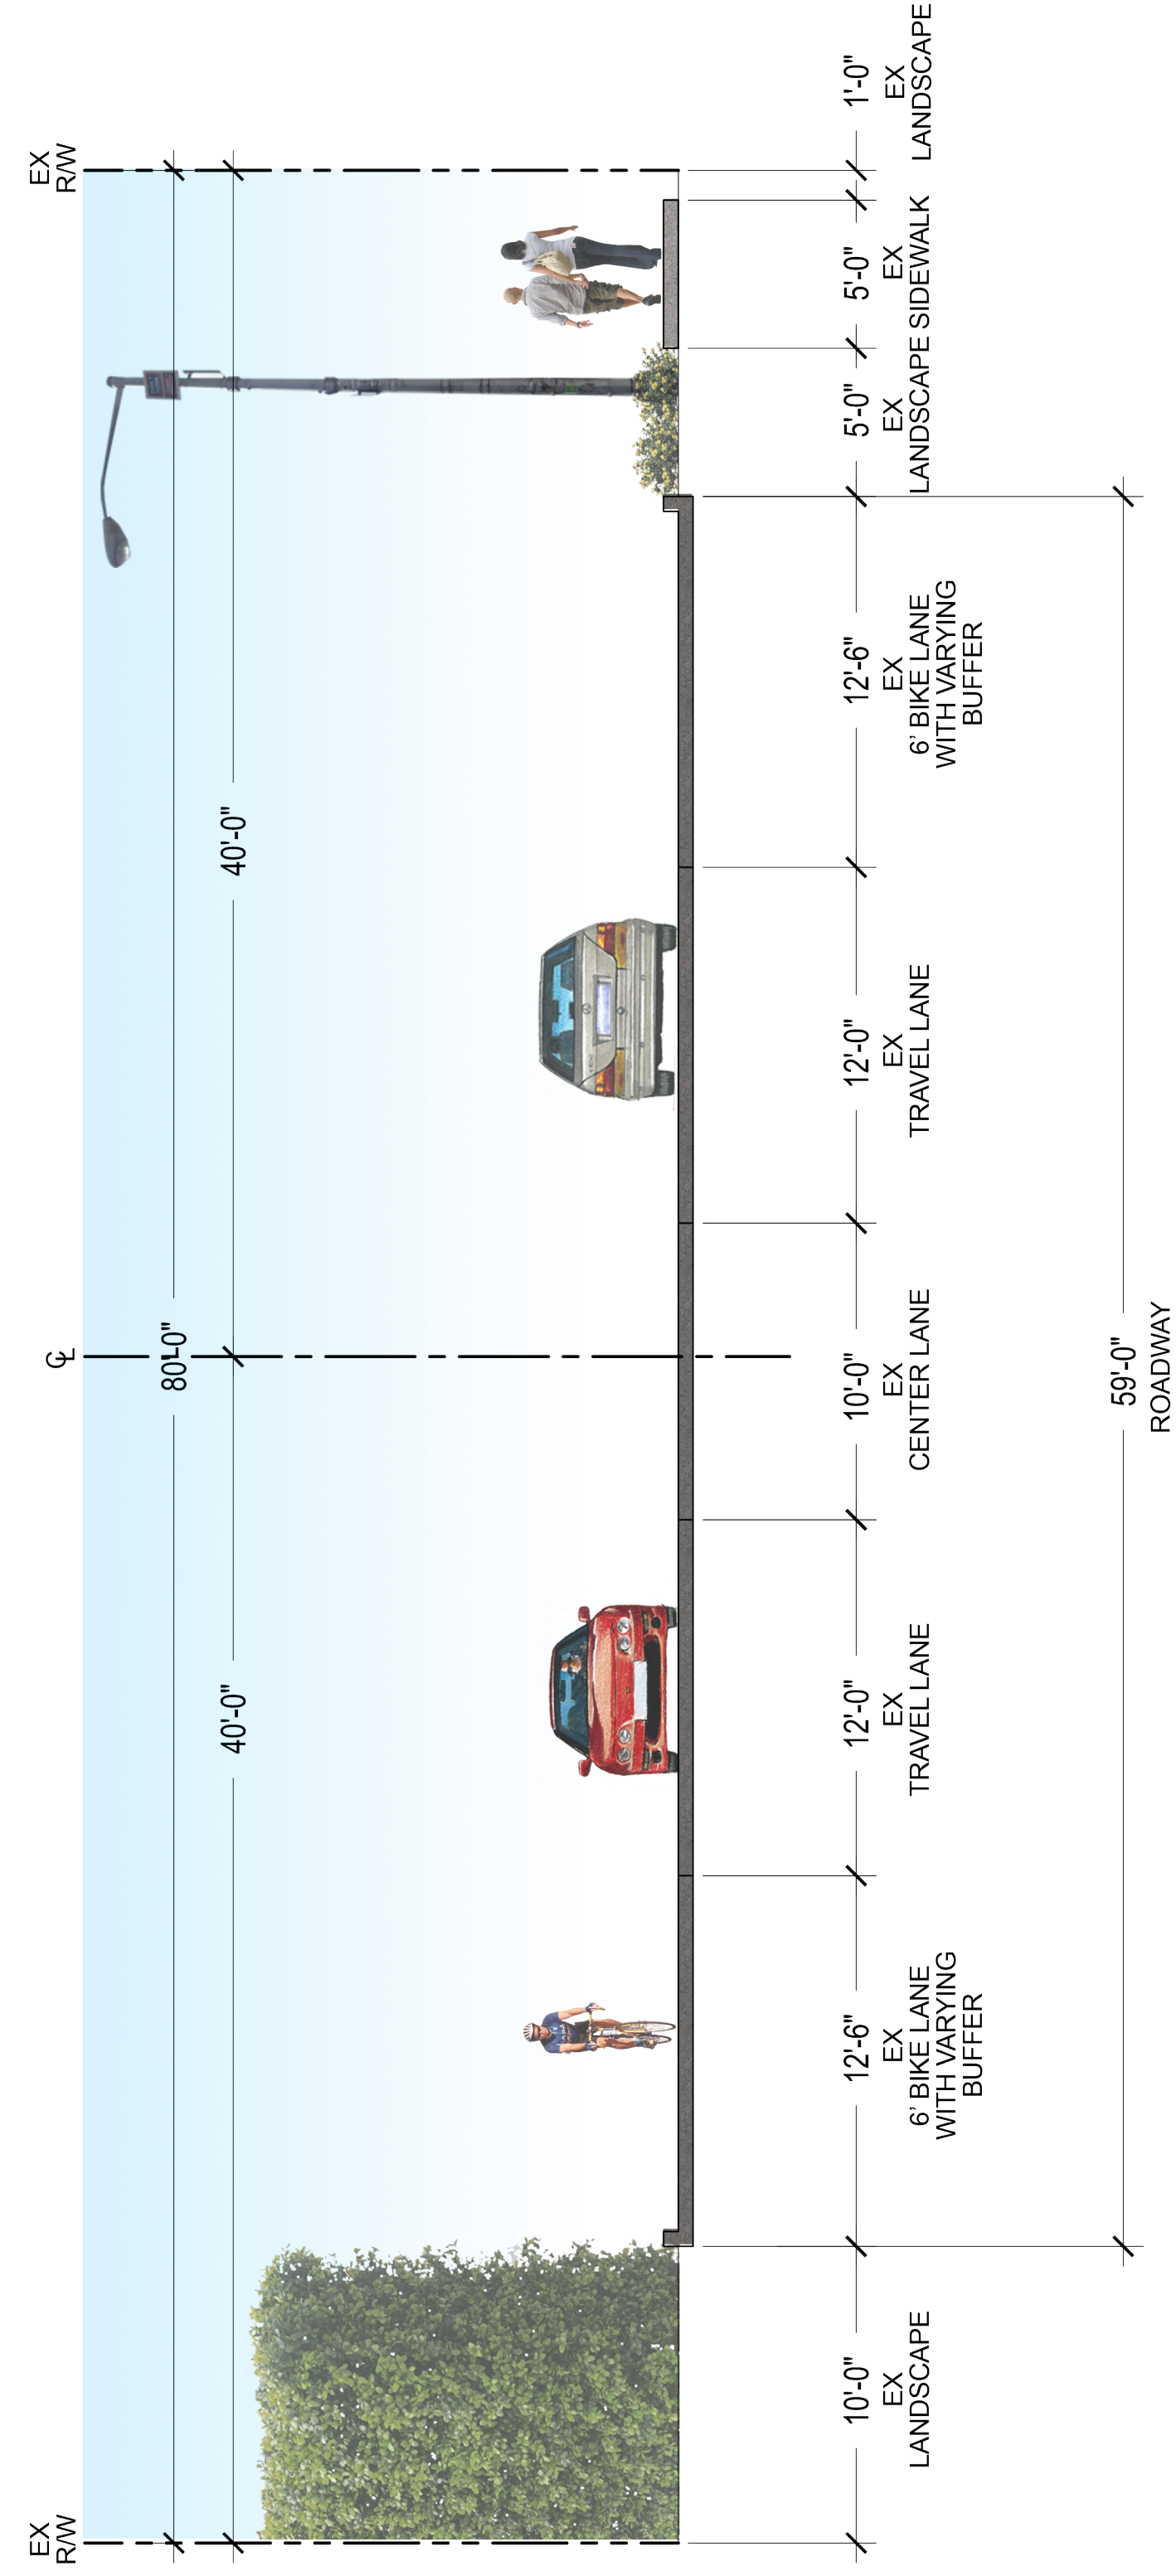 EX
R/W
EX
R/W
℄
80'-0"
40'-0"
40'-0"
10'-0"
EX
LANDSCAPE
12'-6"
EX
6' BIKE LANE
WITH VARYING
BUFFER
12'-0"
EX
TRAVEL LANE
10'-0"
EX
CENTER LANE
12'-0"
EX
TRAVEL LANE
12'-6"
EX
6' BIKE LANE
WITH VARYING
BUFFER
5'-0"
EX
LANDSCAPE
5'-0"
EX
SIDEWALK
1'-0"
EX
LANDSCAPE
59'-0"
ROADWAY